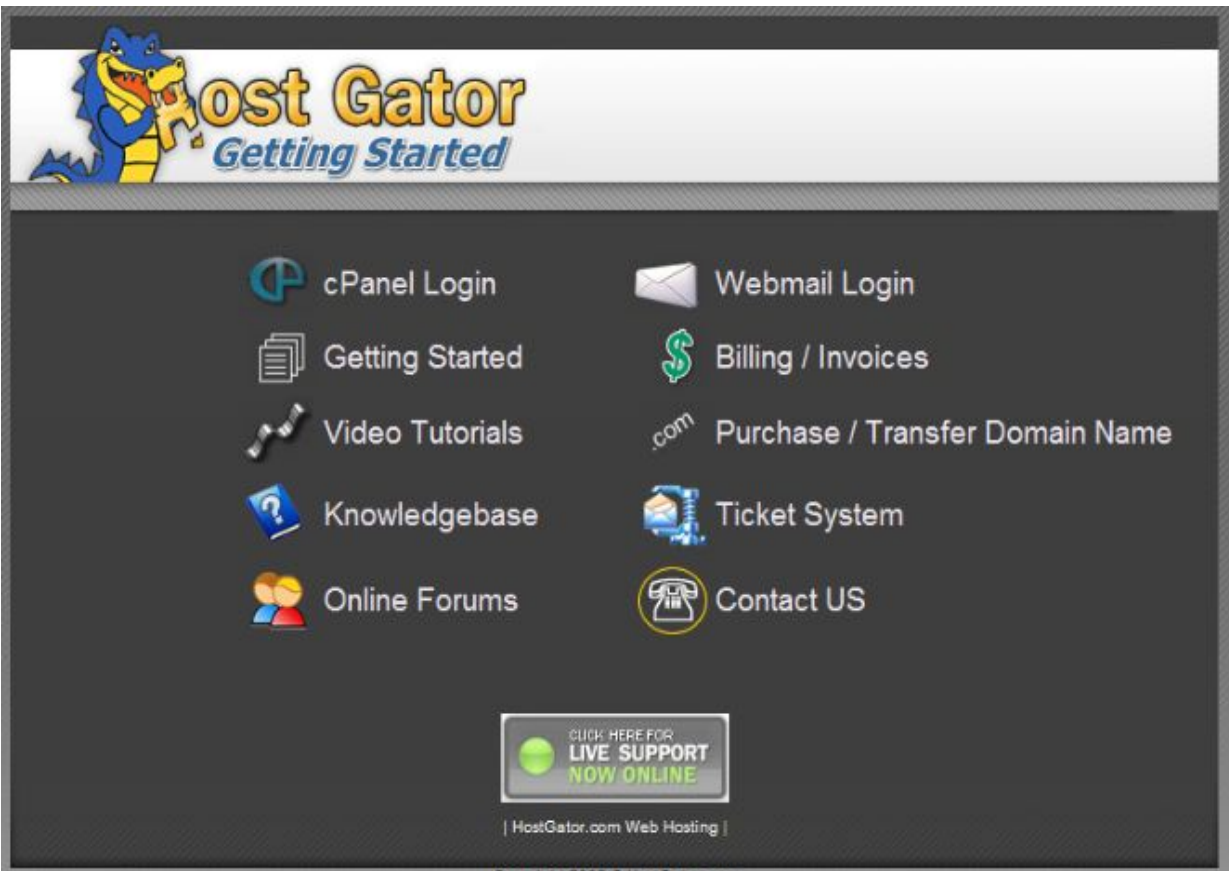 Host Gator
Getting Started
cPanel Login
Webmail Login
Getting Started
Billing / Invoices
Video Tutorials
.com
Purchase / Transfer Domain Name
Knowledgebase
Ticket System
Online Forums
Contact US
CLICK HERE FOR
LIVE SUPPORT
NOW ONLINE
| HostGator.com Web Hosting |